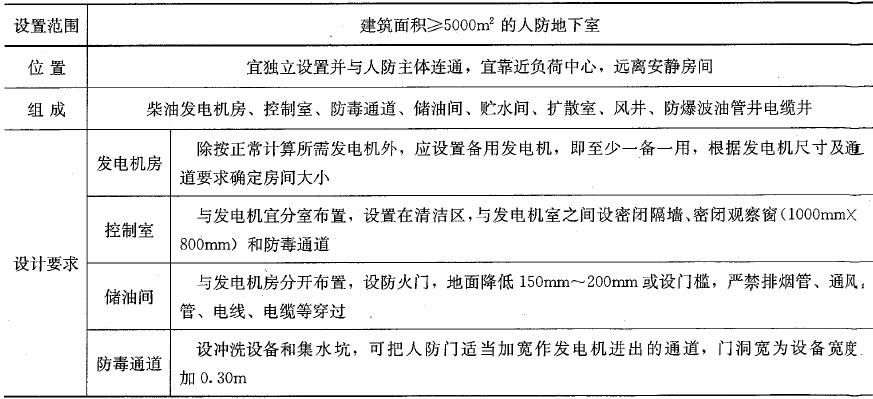 设置范围 建筑面积≥5000m² 的人防地下室
位 置 宜独立设置并与人防主体连通，宜靠近负荷中心，远离安静房间
组 成 柴油发电机房、控制室、防毒通道、储油间、贮水间、扩散室、风井、防爆波油管井电缆井
设计要求
发电机房
除按正常计算所需发电机外，应设置备用发电机，即至少一备一用，根据发电机尺寸及通
道要求确定房间大小
控制室
与发电机宜分室布置，设置在清洁区，与发电机室之间设密闭隔墙、密闭观察窗（1000mm×
800mm）和防毒通道
储油间
与发电机房分开布置，设防火门，地面降低 150mm～200mm 或设门槛，严禁排烟管、通风
管、电线、电缆等穿过
防毒通道
设冲洗设备和集水坑，可把人防门适当加宽作发电机进出的通道，门洞宽为设备宽度
加 0.30m